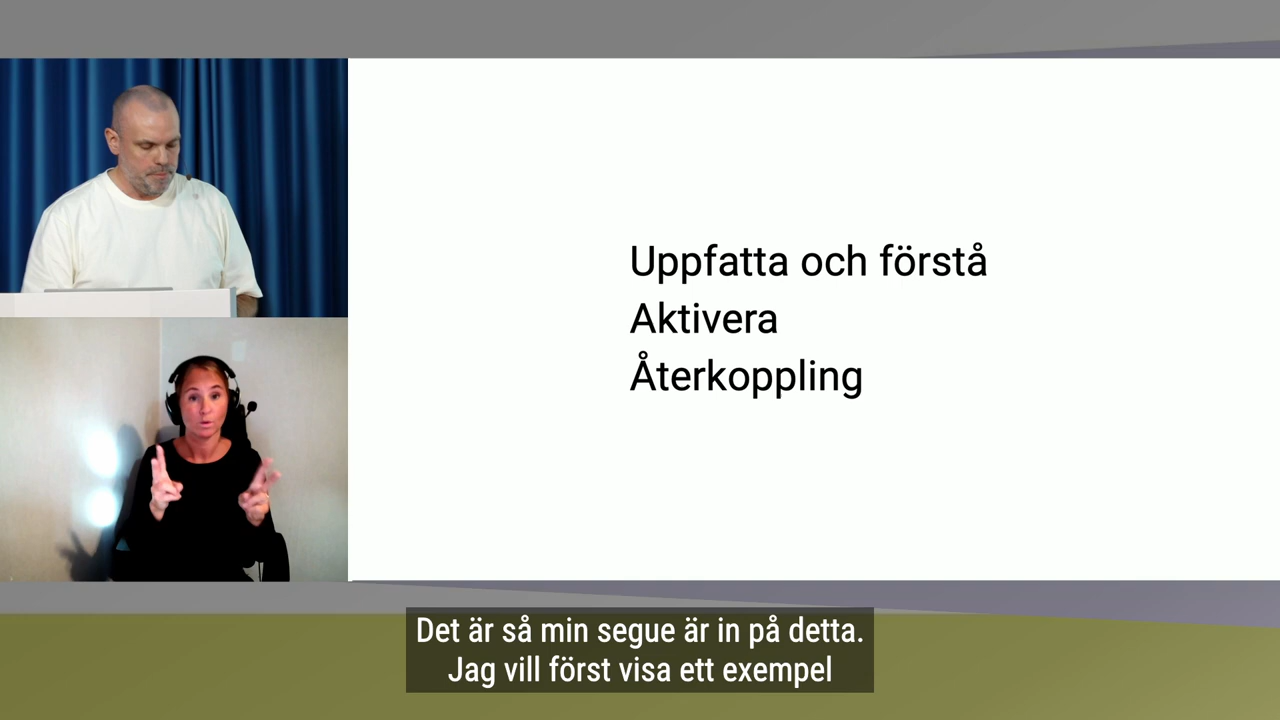 Uppfatta och förstå
Aktivera
Återkoppling
Det är så min segue är in på detta.
Jag vill först visa ett exempel